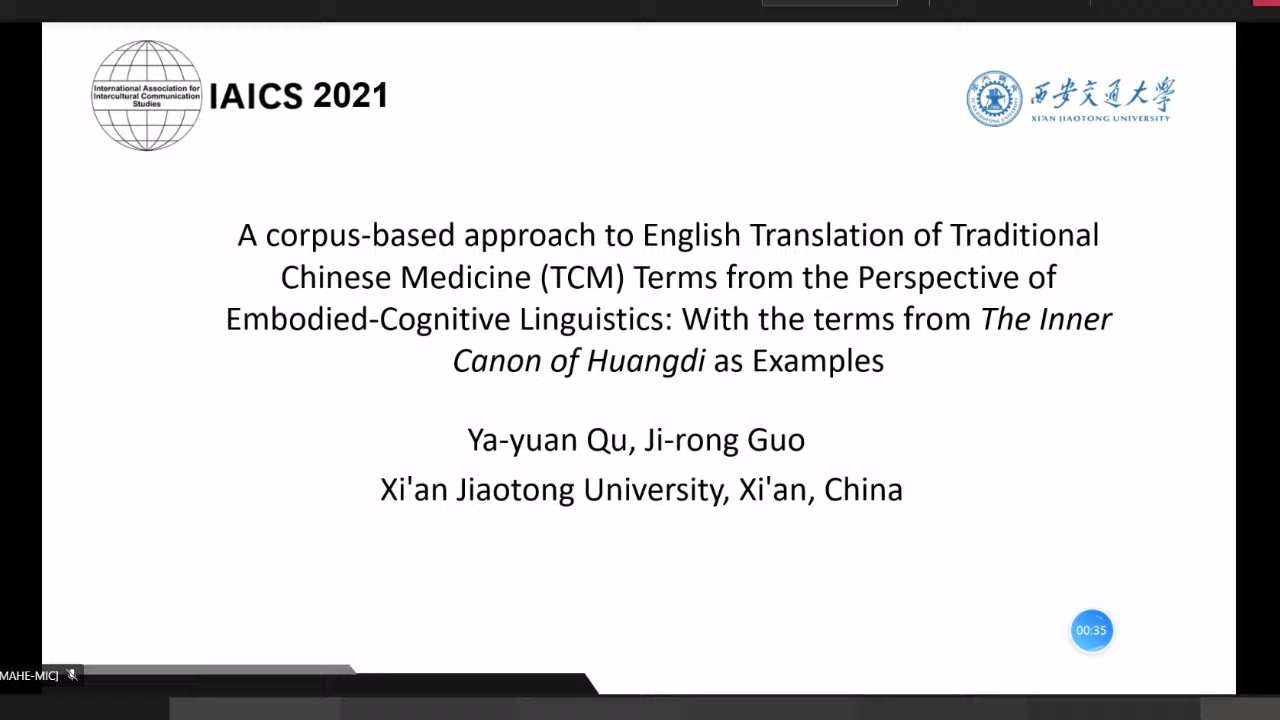 International Association for
Intercultural Communication
Studies
IAICS 2021
西安交通大学
XI'AN JIAOTONG UNIVERSITY
A corpus-based approach to English Translation of Traditional
Chinese Medicine (TCM) Terms from the Perspective of
Embodied-Cognitive Linguistics: With the terms from The Inner
Canon of Huangdi as Examples
Ya-yuan Qu, Ji-rong Guo
Xi'an Jiaotong University, Xi'an, China
00:35
MAHE-MIC]